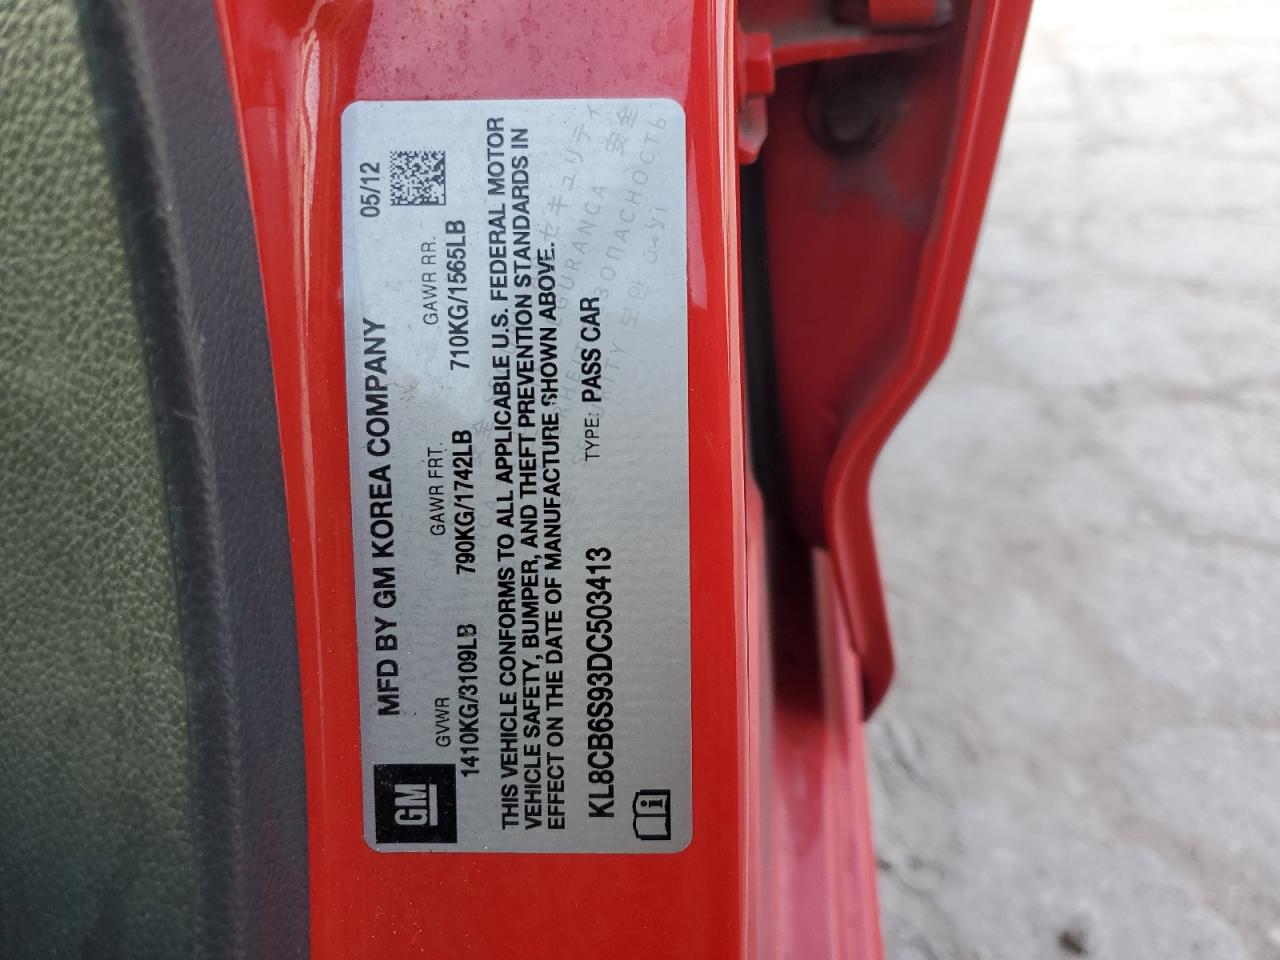 MFD BY GM KOREA COMPANY 05/12
GM
GVWR GAWR FRT. GAWR RR.
1410KG/3109LB 790KG/1742LB 710KG/1565LB
THIS VEHICLE CONFORMS TO ALL APPLICABLE U.S. FEDERAL MOTOR
VEHICLE SAFETY, BUMPER, AND THEFT PREVENTION STANDARDS IN
EFFECT ON THE DATE OF MANUFACTURE SHOWN ABOVE.
KL8CB6S93DC503413 TYPE: PASS CAR